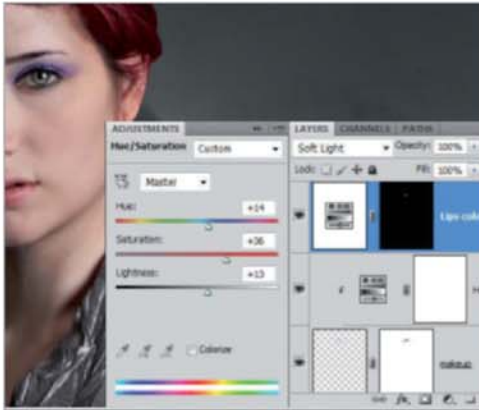 ADJUSTMENTS
Hue/Saturation Custom
Master
Hue: +14
Saturation: +36
Lightness: +13
Colorize
LAYERS CHANNELS PATHS
Soft Light Opacity: 100%
Lock: Fill: 100%
Lips colo
H
makeup